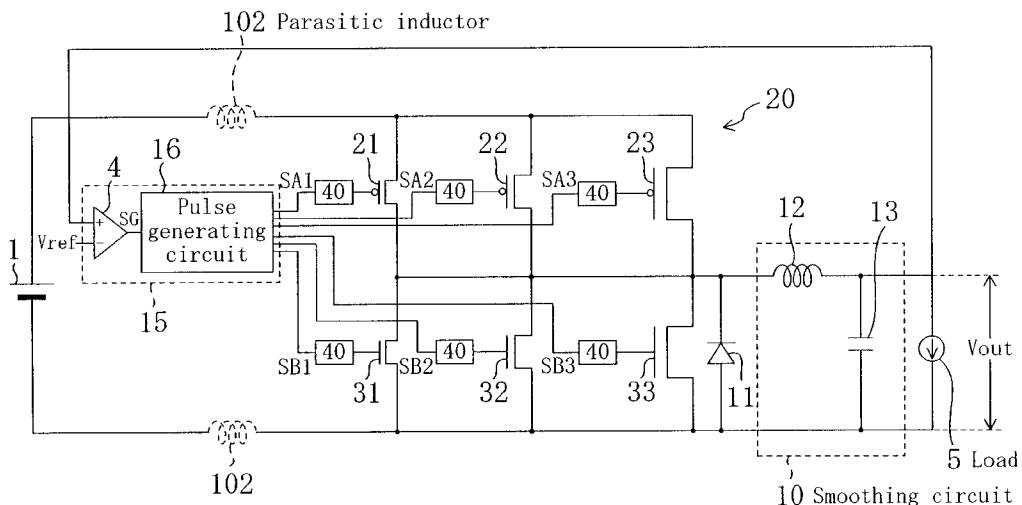 102 Parasitic inductor
20
16
4
21
22
23
SA1
40
SA2
40
SA3
40
SG
Pulse
generating
circuit
Vref
1
12
13
15
SB1
40
SB2
40
SB3
40
31
32
33
11
Vout
102
5 Load
10 Smoothing circuit